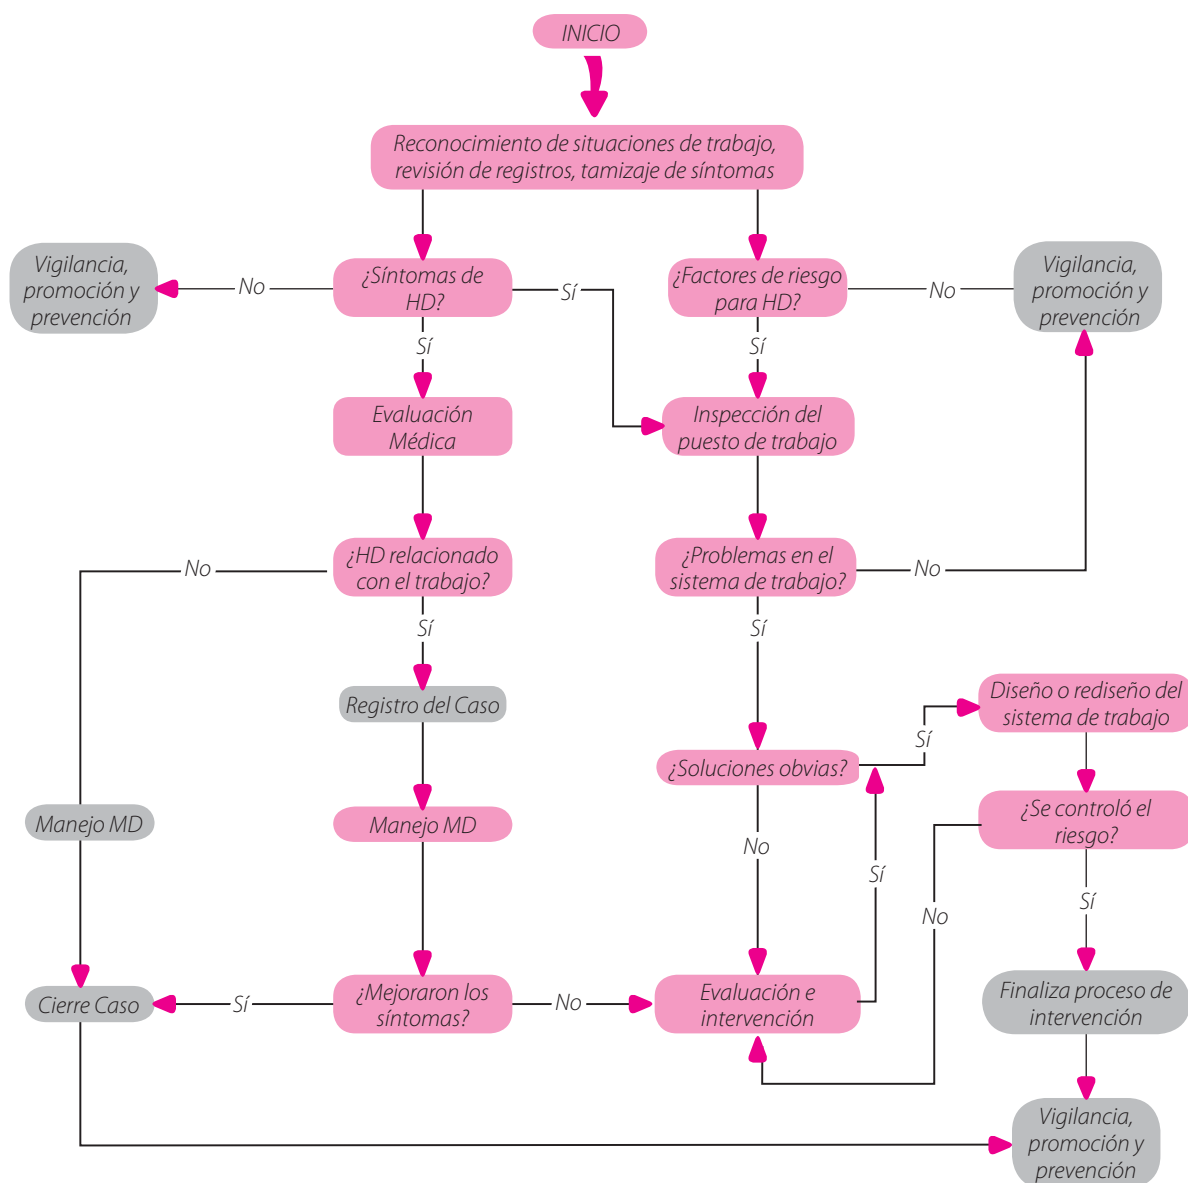 INICIO
Reconocimiento de situaciones de trabajo,
revisión de registros, tamizaje de síntomas
Vigilancia,
promoción y
prevención
No
¿Síntomas de
HD?
Sí
¿Factores de riesgo
para HD?
No
Vigilancia,
promoción y
prevención
Sí
Sí
Evaluación
Médica
Inspección del
puesto de trabajo
No
¿HD relacionado
con el trabajo?
¿Problemas en el
sistema de trabajo?
No
Sí
Sí
Registro del Caso
Diseño o rediseño del
sistema de trabajo
¿Soluciones obvias?
Sí
Manejo MD
Manejo MD
¿Se controló el
riesgo?
No
Sí
No
Sí
Cierre Caso
Sí
¿Mejoraron los
síntomas?
No
Evaluación e
intervención
Finaliza proceso de
intervención
Vigilancia,
promoción y
prevención